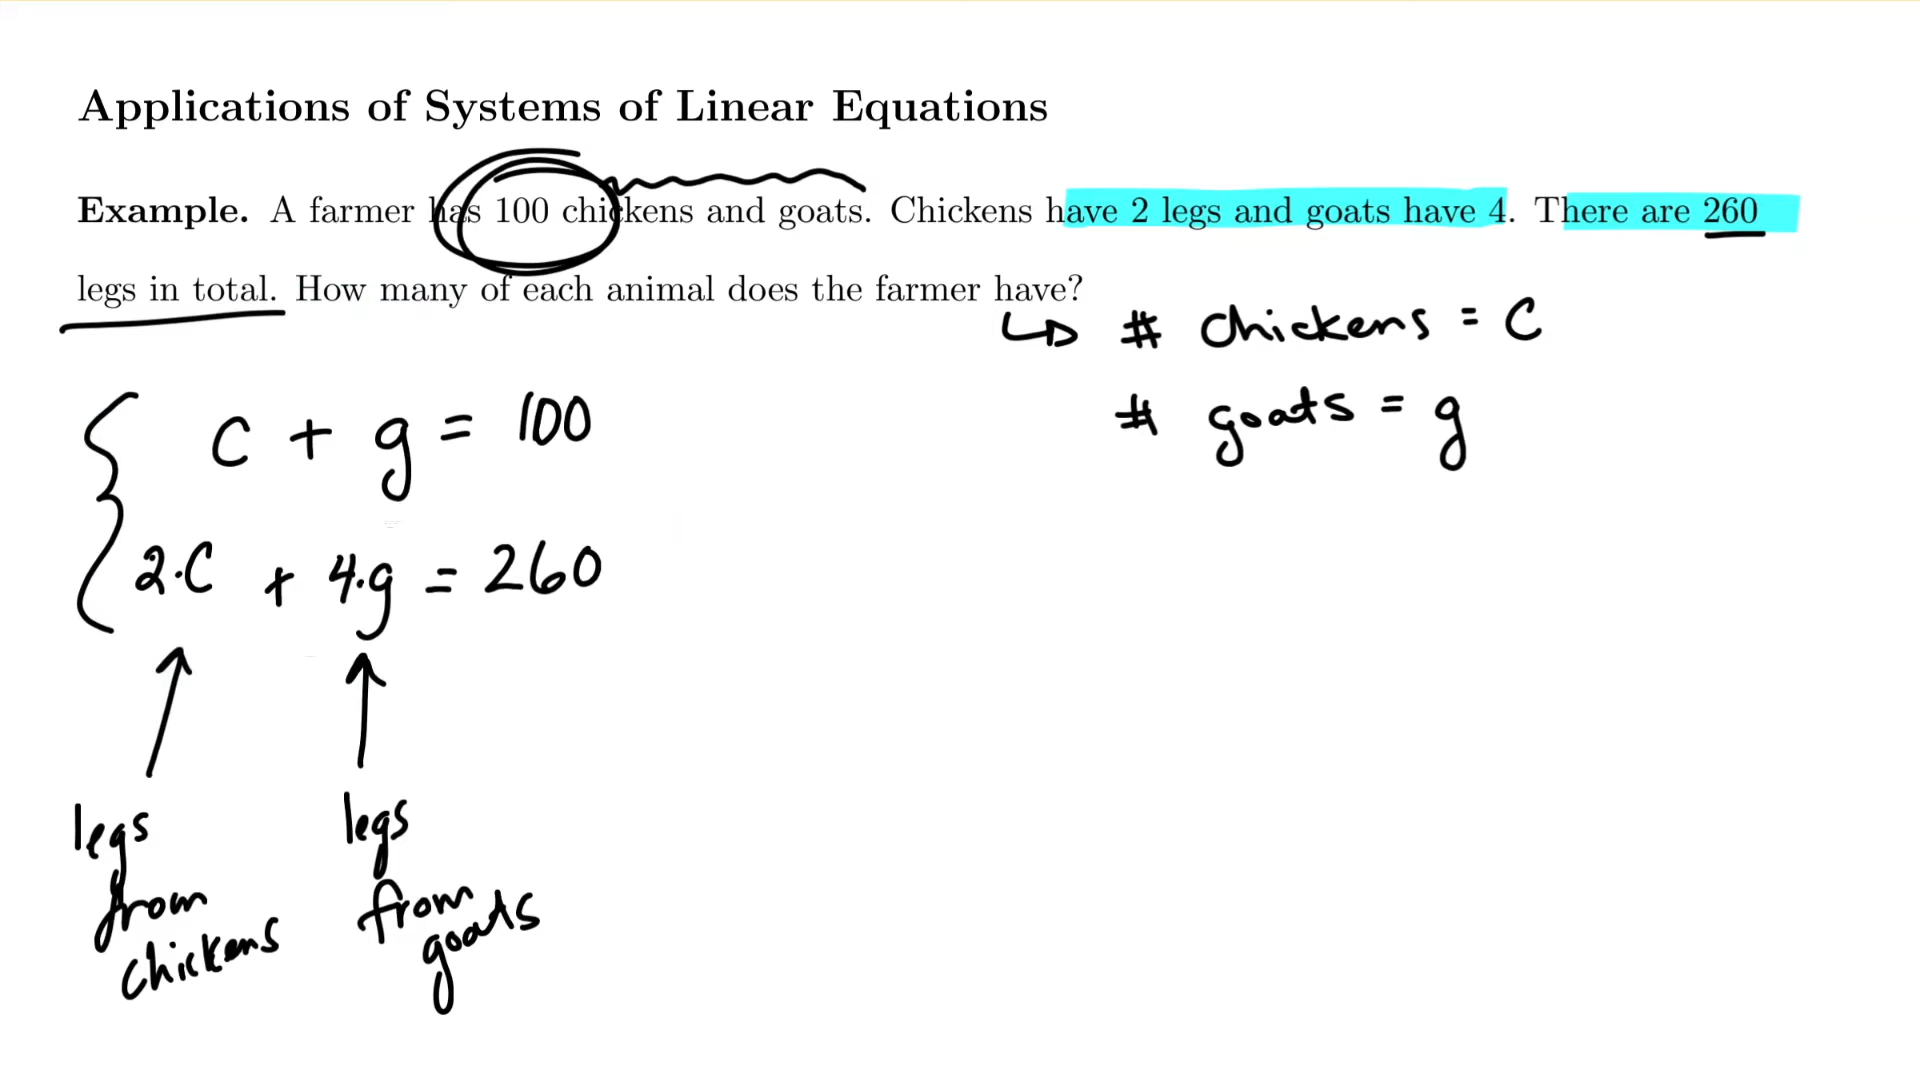 Applications of Systems of Linear Equations
Example. A farmer has 100 chickens and goats. Chickens have 2 legs and goats have 4. There are 260
legs in total. How many of each animal does the farmer have?
# chickens = c
# goats = g
c + g = 100
2·c + 4·g = 260
legs
from
chickens
legs
from
goats